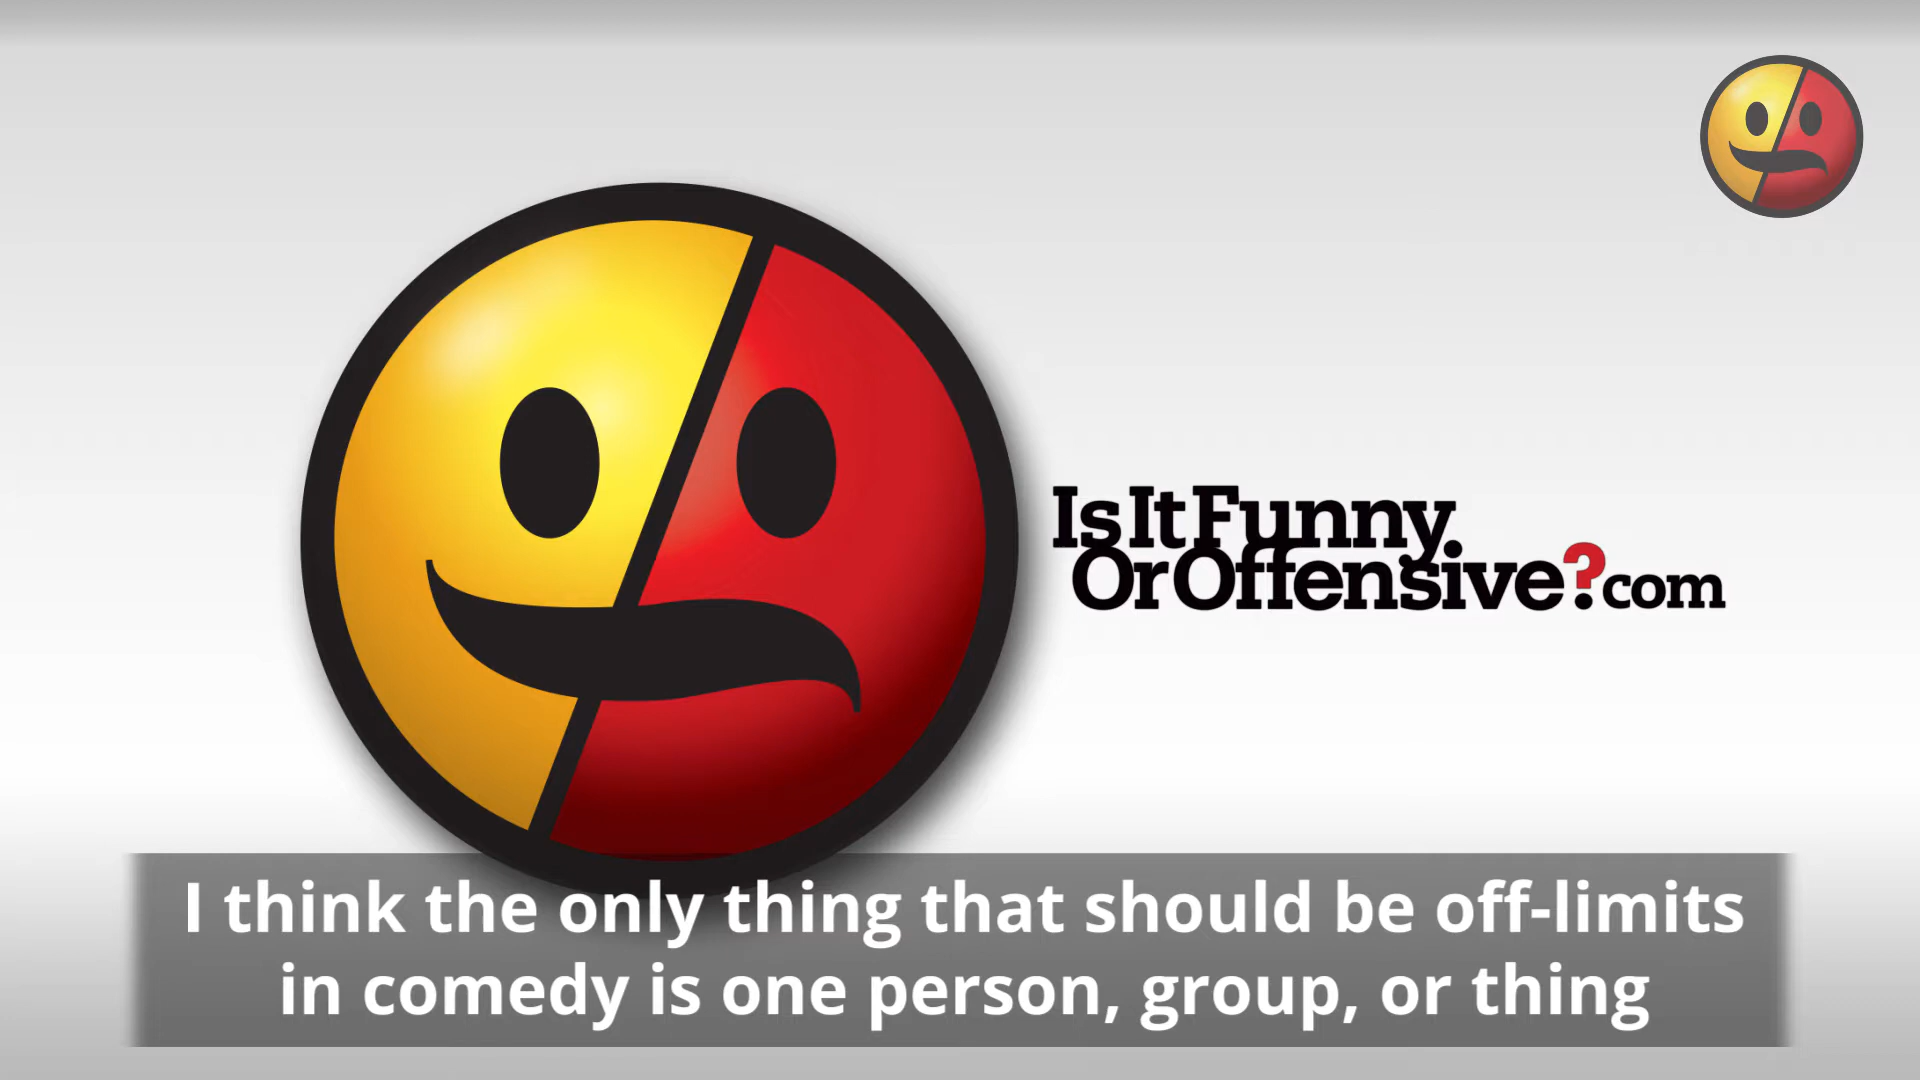 IsItFunny
OrOffensive?com
I think the only thing that should be off-limits
in comedy is one person, group, or thing